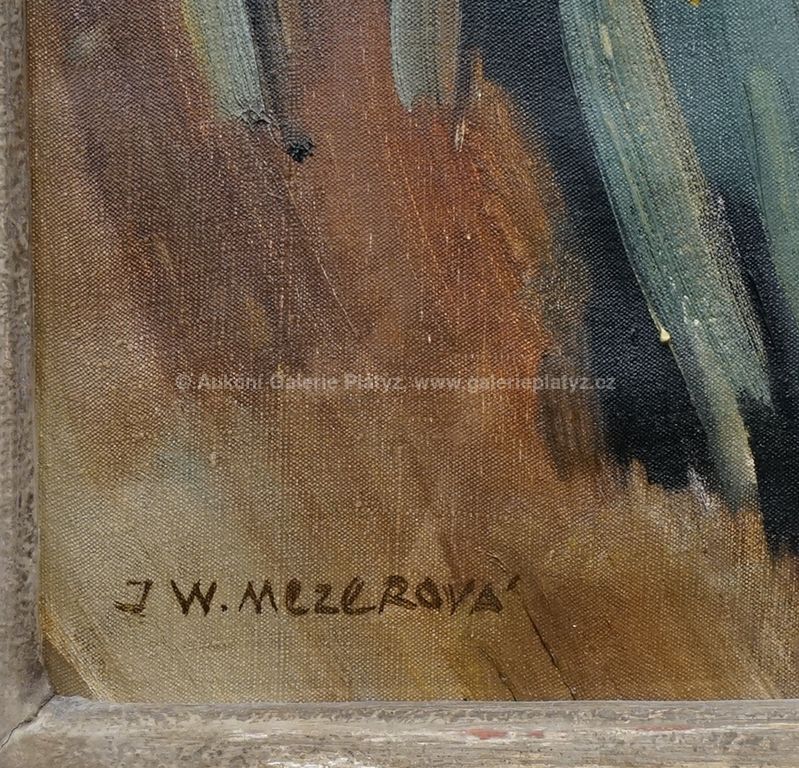 © Aukční Galerie Platýz, www.galerieplatyz.cz
J W. MEZEROVÁ